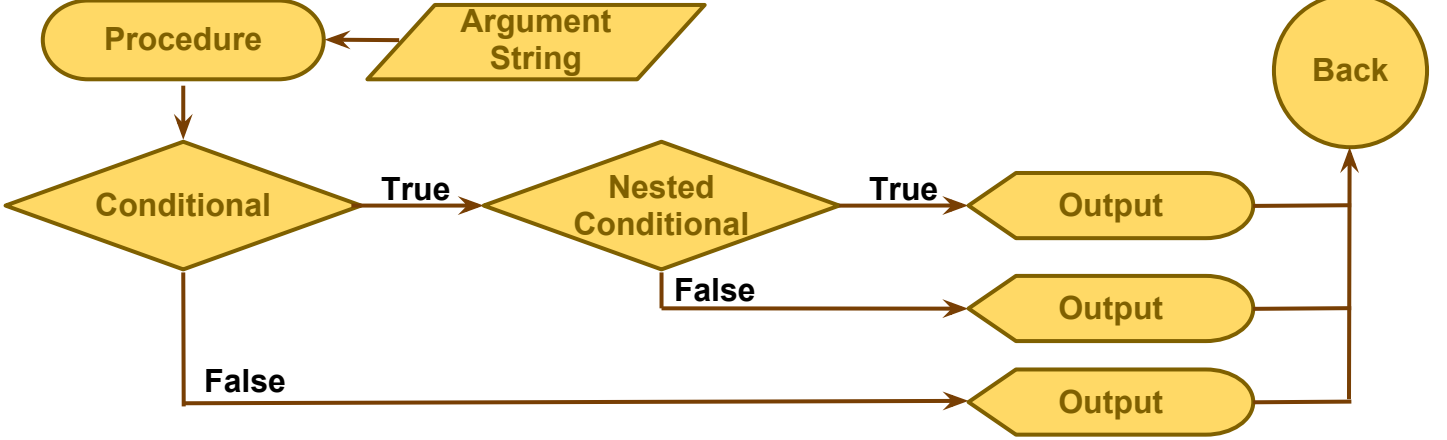 Procedure
Argument
String
Back
Conditional
True
Nested
Conditional
True
Output
False
Output
False
Output